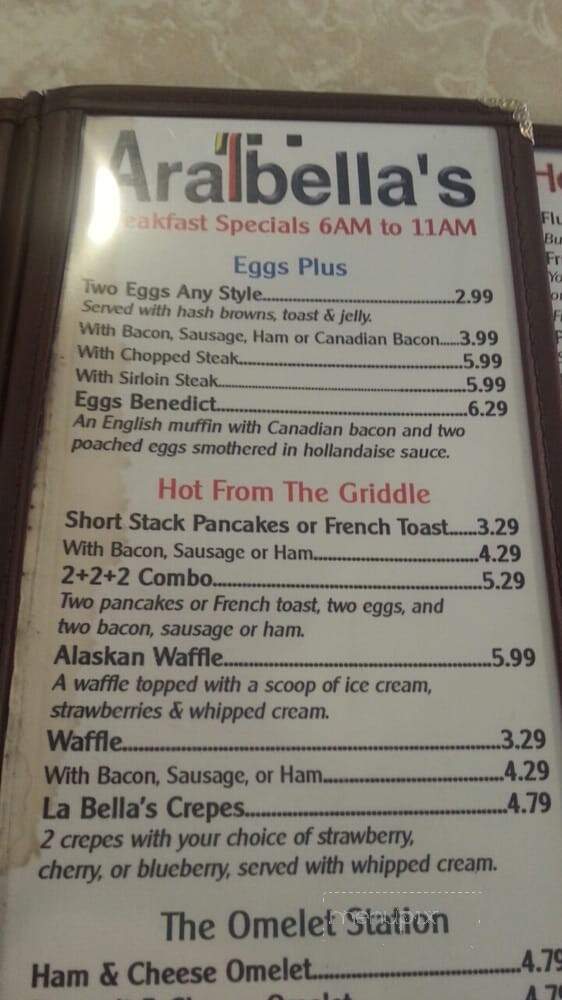 Arabella's
Breakfast Specials 6AM to 11AM
Eggs Plus
Two Eggs Any Style 2.99
Served with hash browns, toast & jelly.
With Bacon, Sausage, Ham or Canadian Bacon 3.99
With Chopped Steak 5.99
With Sirloin Steak 5.99
Eggs Benedict 6.29
An English muffin with Canadian bacon and two
poached eggs smothered in hollandaise sauce.
Hot From The Griddle
Short Stack Pancakes or French Toast 3.29
With Bacon, Sausage or Ham 4.29
2+2+2 Combo 5.29
Two pancakes or French toast, two eggs, and
two bacon, sausage or ham.
Alaskan Waffle 5.99
A waffle topped with a scoop of ice cream,
strawberries & whipped cream.
Waffle 3.29
With Bacon, Sausage, or Ham 4.29
La Bella's Crepes 4.79
2 crepes with your choice of strawberry,
cherry, or blueberry, served with whipped cream.
menupix
The Omelet Station
Ham & Cheese Omelet 4.79